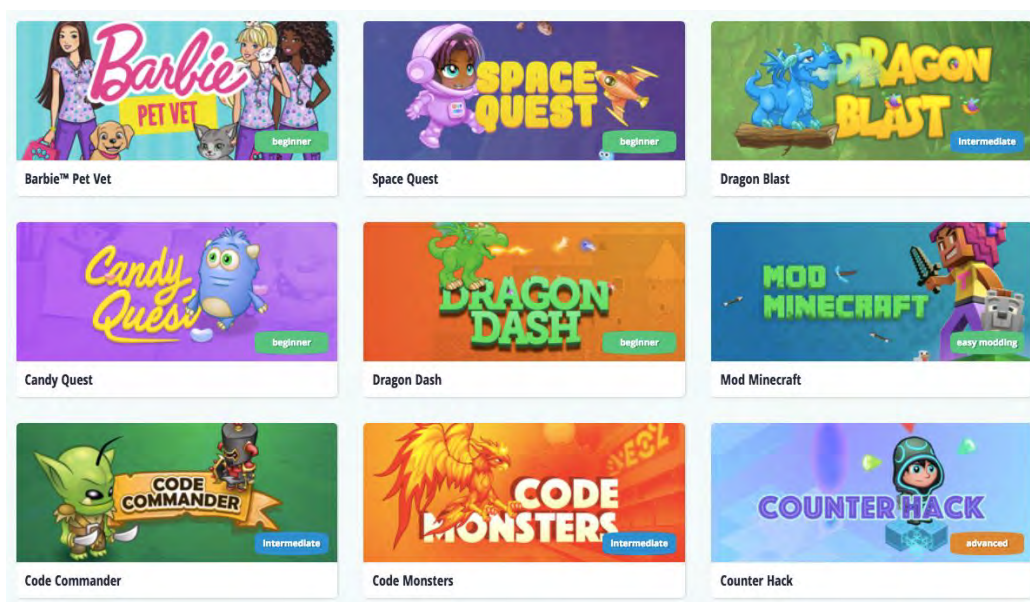 Barbie
PET VET
beginner
Barbie™ Pet Vet
SPACE
QUEST
beginner
Space Quest
DRAGON
BLAST
Intermediate
Dragon Blast
Candy
Quest
beginner
Candy Quest
DRAGON
DASH
beginner
Dragon Dash
MOD
MINECRAFT
easy modding
Mod Minecraft
CODE
COMMANDER
Intermediate
Code Commander
CODE
MONSTERS
Intermediate
Code Monsters
COUNTER HACK
advanced
Counter Hack